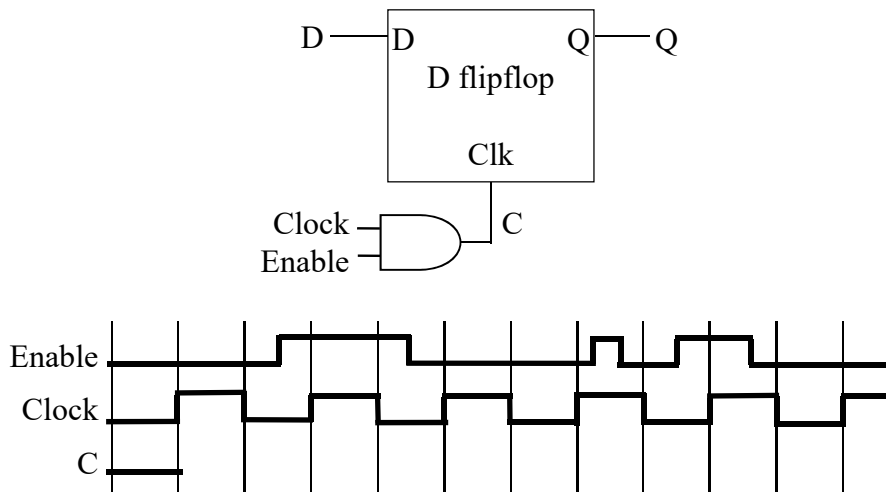 D D Q Q
D flipflop
Clk
Clock C
Enable
Enable
Clock
C